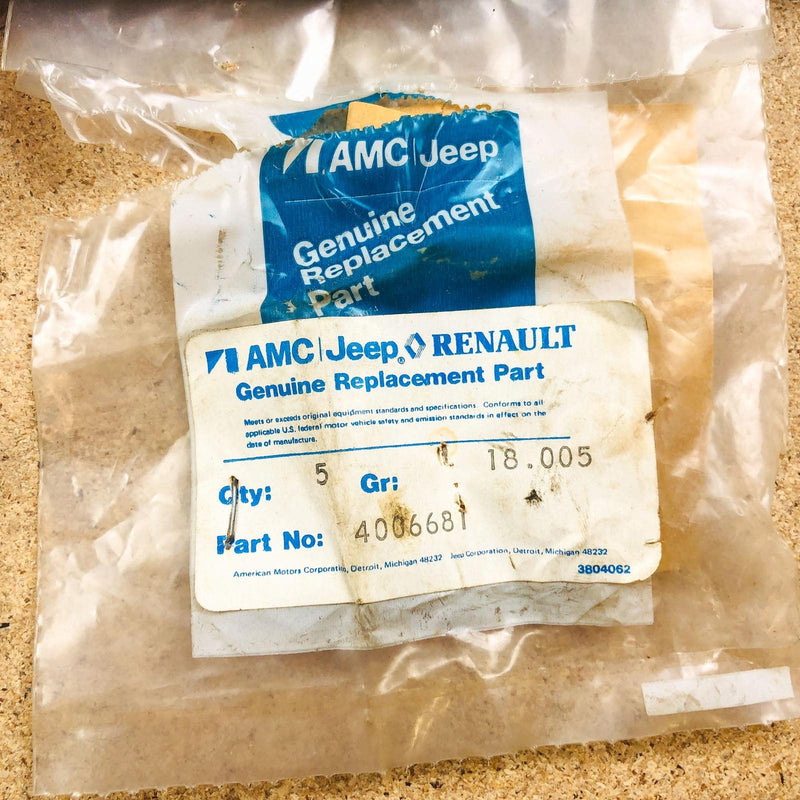 AMC Jeep
Genuine
Replacement
Part
AMC Jeep® RENAULT
Genuine Replacement Part
Meets or exceeds original equipment standards and specifications. Conforms to all
applicable U.S. federal motor vehicle safety and emission standards in effect on the
date of manufacture.
Qty: 5 Gr: 18.005
Part No: 4006681
American Motors Corporation, Detroit, Michigan 48232 Jeep Corporation, Detroit, Michigan 48232
3804062